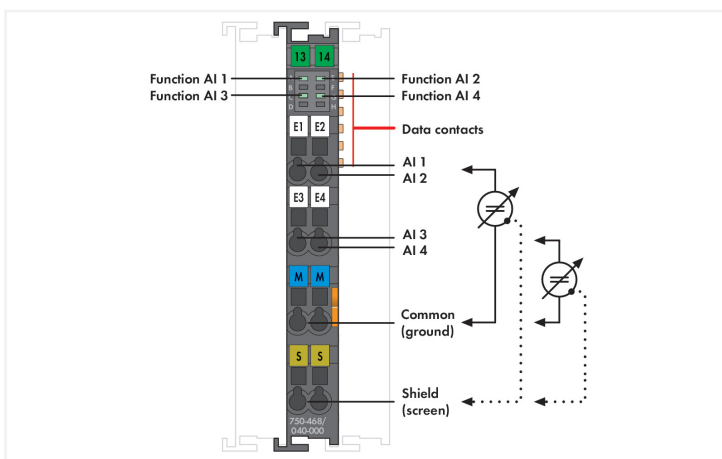 13 14
Function AI 1
Function AI 2
A E
B F
Function AI 3
Function AI 4
C G
D H
E1 E2
Data contacts
AI 1
AI 2
E3 E4
AI 3
AI 4
M M
Common
(ground)
S S
Shield
(screen)
750-468/
040-000